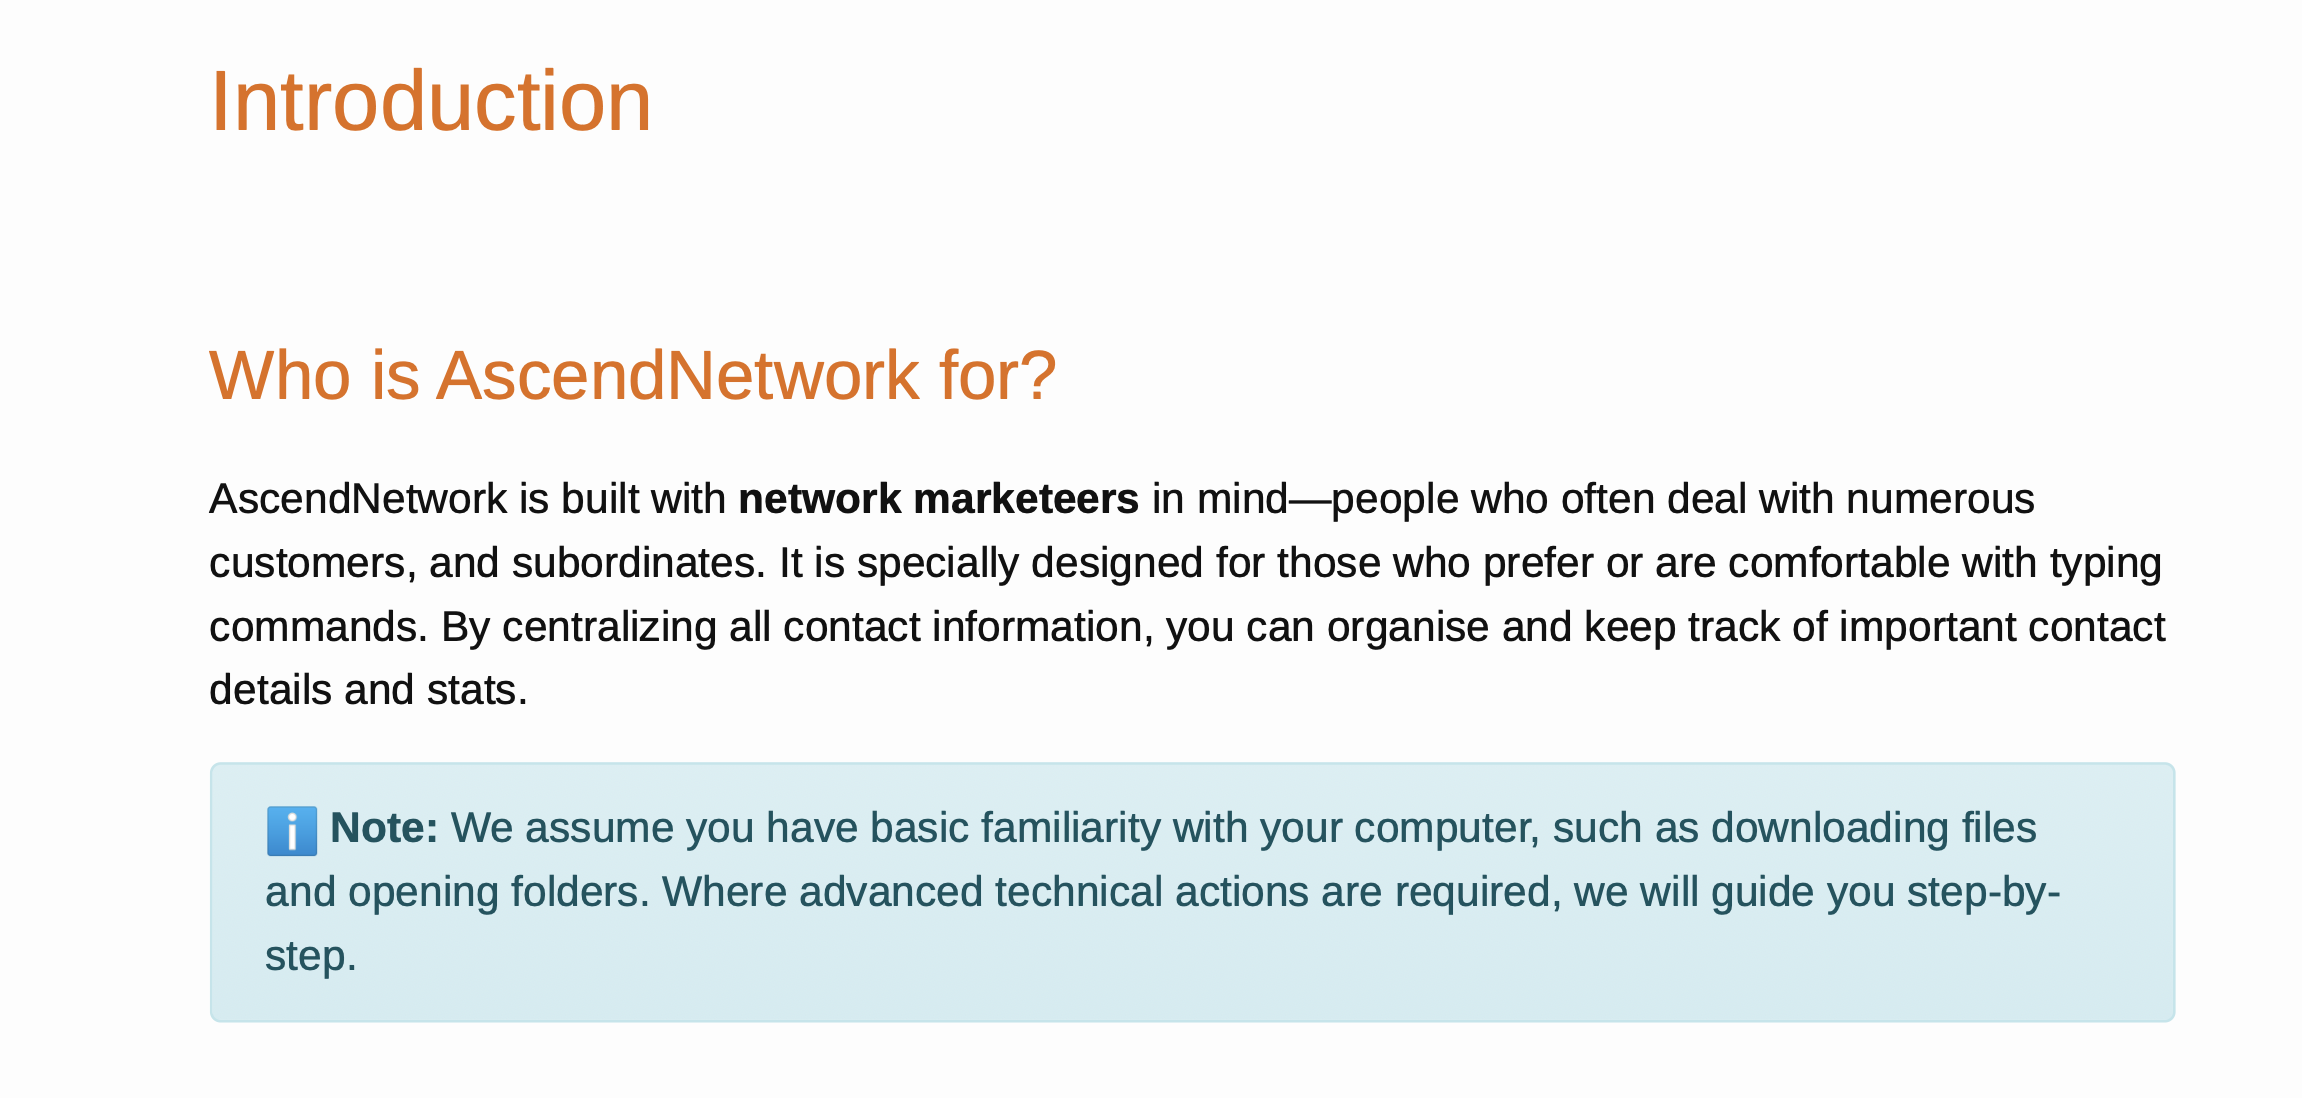 Introduction
Who is AscendNetwork for?
AscendNetwork is built with network marketeers in mind—people who often deal with numerous
customers, and subordinates. It is specially designed for those who prefer or are comfortable with typing
commands. By centralizing all contact information, you can organise and keep track of important contact
details and stats.
ℹ️ Note: We assume you have basic familiarity with your computer, such as downloading files
and opening folders. Where advanced technical actions are required, we will guide you step-by-
step.